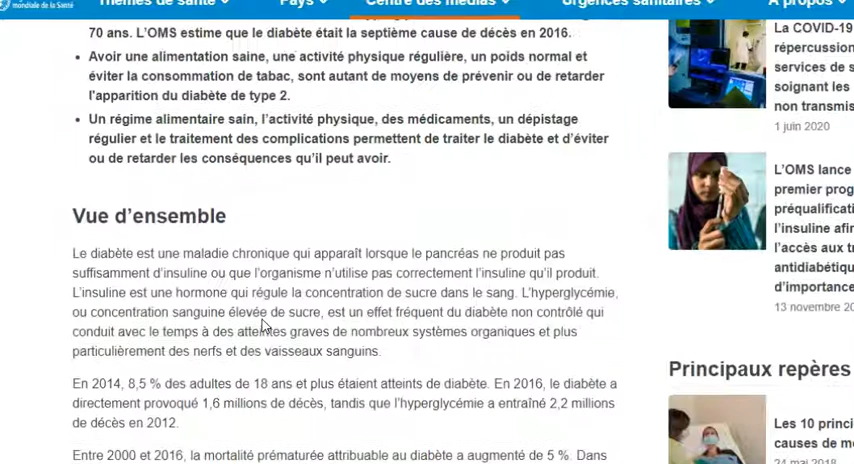 mondiale de la Santé
Thèmes de santé
Pays
Centre des médias
Urgences sanitaires
À propos
70 ans. L'OMS estime que le diabète était la septième cause de décès en 2016.
• Avoir une alimentation saine, une activité physique régulière, un poids normal et
éviter la consommation de tabac, sont autant de moyens de prévenir ou de retarder
l'apparition du diabète de type 2.
• Un régime alimentaire sain, l'activité physique, des médicaments, un dépistage
régulier et le traitement des complications permettent de traiter le diabète et d'éviter
ou de retarder les conséquences qu'il peut avoir.
Vue d'ensemble
Le diabète est une maladie chronique qui apparaît lorsque le pancréas ne produit pas
suffisamment d'insuline ou que l'organisme n'utilise pas correctement l'insuline qu'il produit.
L'insuline est une hormone qui régule la concentration de sucre dans le sang. L'hyperglycémie,
ou concentration sanguine élevée de sucre, est un effet fréquent du diabète non contrôlé qui
conduit avec le temps à des atteintes graves de nombreux systèmes organiques et plus
particulièrement des nerfs et des vaisseaux sanguins.
En 2014, 8,5 % des adultes de 18 ans et plus étaient atteints de diabète. En 2016, le diabète a
directement provoqué 1,6 millions de décès, tandis que l'hyperglycémie a entraîné 2,2 millions
de décès en 2012.
Entre 2000 et 2016, la mortalité prématurée attribuable au diabète a augmenté de 5 %. Dans
La COVID-19
répercussion
services de s
soignant les
non transmis
1 juin 2020
L'OMS lance
premier prog
préqualificati
l'insuline afin
l'accès aux tr
antidiabétiqu
d'importance
13 novembre 20
Principaux repères
Les 10 princi
causes de mo
24 mai 2018